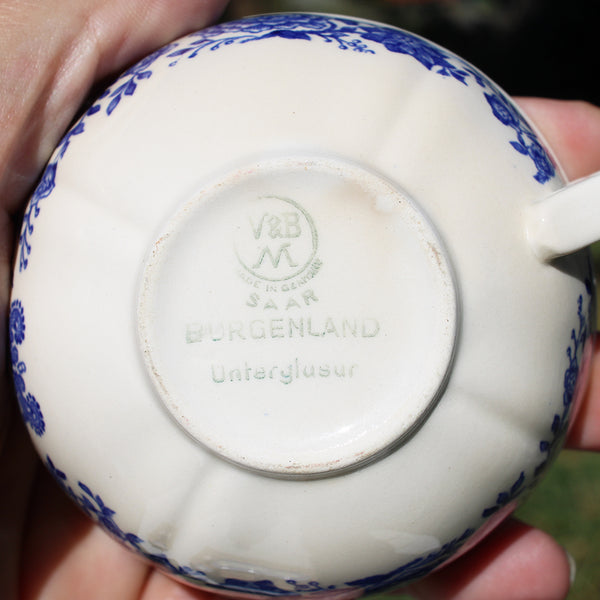 V&B
M
MADE IN GERMANY
SAAR
BURGENLAND
Unterglasur